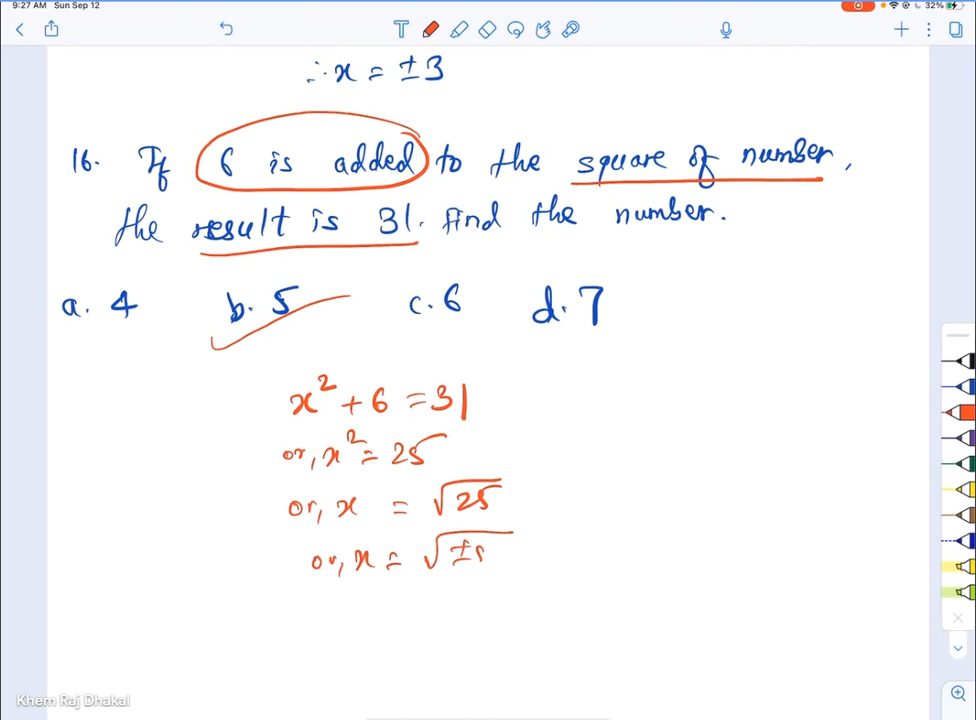 9:27 AM Sun Sep 12
32%
∴ x = ±3
16. If 6 is added to the square of number,
the result is 31. find the number.
a. 4 b. 5 c. 6 d. 7
x² + 6 = 31
or, x² = 25
or, x = √25
or, x = √±5
Khem Raj Dhakal